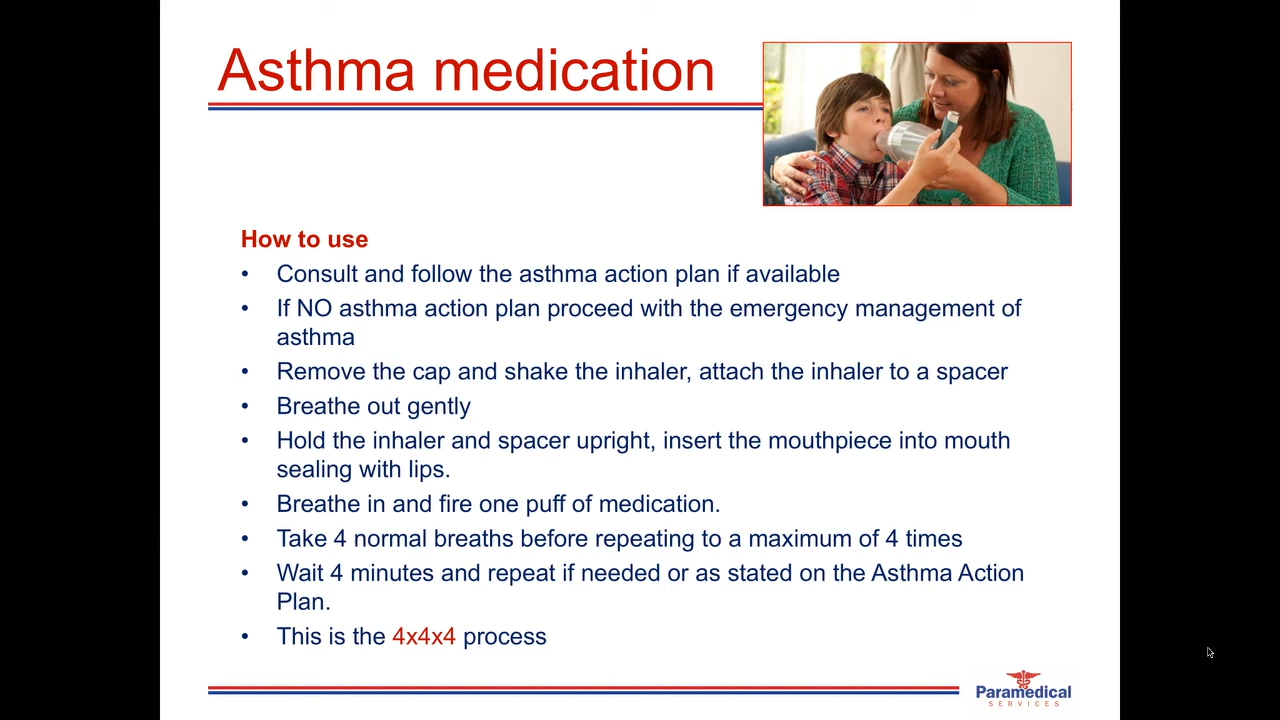 Asthma medication
How to use
• Consult and follow the asthma action plan if available
• If NO asthma action plan proceed with the emergency management of
asthma
• Remove the cap and shake the inhaler, attach the inhaler to a spacer
• Breathe out gently
• Hold the inhaler and spacer upright, insert the mouthpiece into mouth
sealing with lips.
• Breathe in and fire one puff of medication.
• Take 4 normal breaths before repeating to a maximum of 4 times
• Wait 4 minutes and repeat if needed or as stated on the Asthma Action
Plan.
• This is the 4x4x4 process
Paramedical
SERVICES